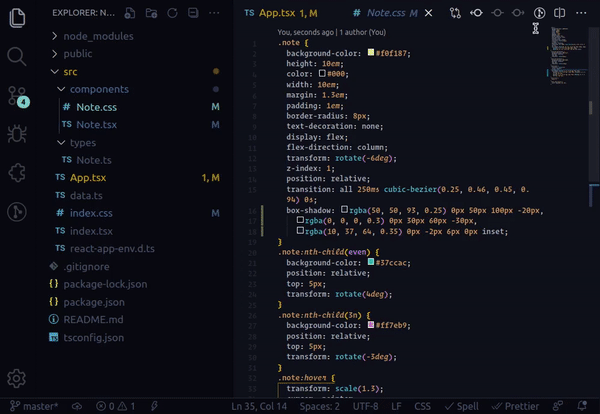 EXPLORER: N...
node_modules
public
src
components
Note.css M
TS Note.tsx M
types
TS Note.ts
TS App.tsx 1, M
TS data.ts
index.css M
TS index.tsx
TS react-app-env.d.ts
.gitignore
{} package-lock.json
{} package.json
README.md
TS tsconfig.json
4
TS App.tsx 1, M
Note.css M
You, seconds ago | 1 author (You)
.note {
background-color: #f0f187;
height: 10em;
color: #000;
width: 10em;
margin: 1.3em;
padding: 1em;
border-radius: 8px;
text-decoration: none;
display: flex;
flex-direction: column;
transform: rotate(-6deg);
z-index: 1;
position: relative;
transition: all 250ms cubic-bezier(0.25, 0.46, 0.45, 0.
94) 0s;
box-shadow: rgba(50, 50, 93, 0.25) 0px 50px 100px -20px,
rgba(0, 0, 0, 0.3) 0px 30px 60px -30px,
rgba(10, 37, 64, 0.35) 0px -2px 6px 0px inset;
}
.note:nth-child(even) {
background-color: #37ccac;
position: relative;
top: 5px;
transform: rotate(4deg);
}
.note:nth-child(3n) {
background-color: #ff7eb9;
position: relative;
top: 5px;
transform: rotate(-3deg);
}
.note:hover {
transform: scale(1.3);
master* 0 1 Ln 35, Col 14 Spaces: 2 UTF-8 LF CSS Spell Prettier